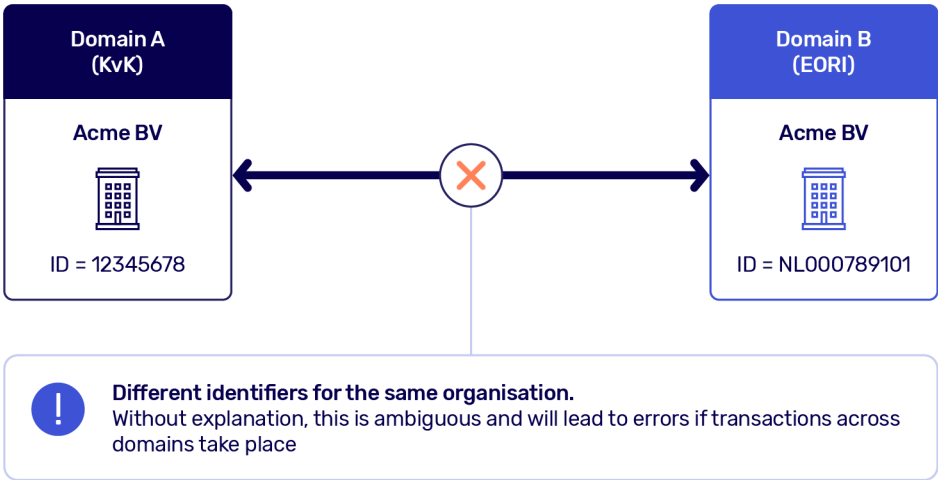 Domain A
(KvK)
Acme BV
ID = 12345678
Domain B
(EORI)
Acme BV
ID = NL000789101
!
Different identifiers for the same organisation.
Without explanation, this is ambiguous and will lead to errors if transactions across
domains take place